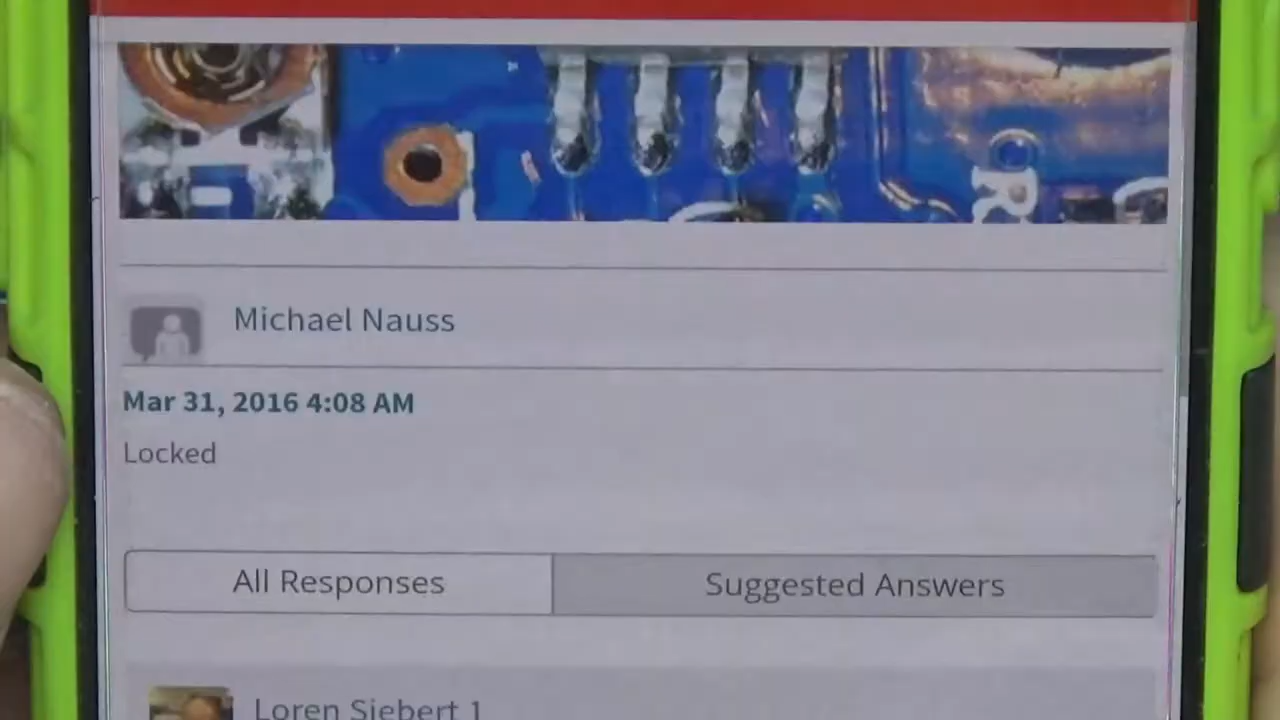 R
Michael Nauss
Mar 31, 2016 4:08 AM
Locked
All Responses
Suggested Answers
Loren Siebert 1